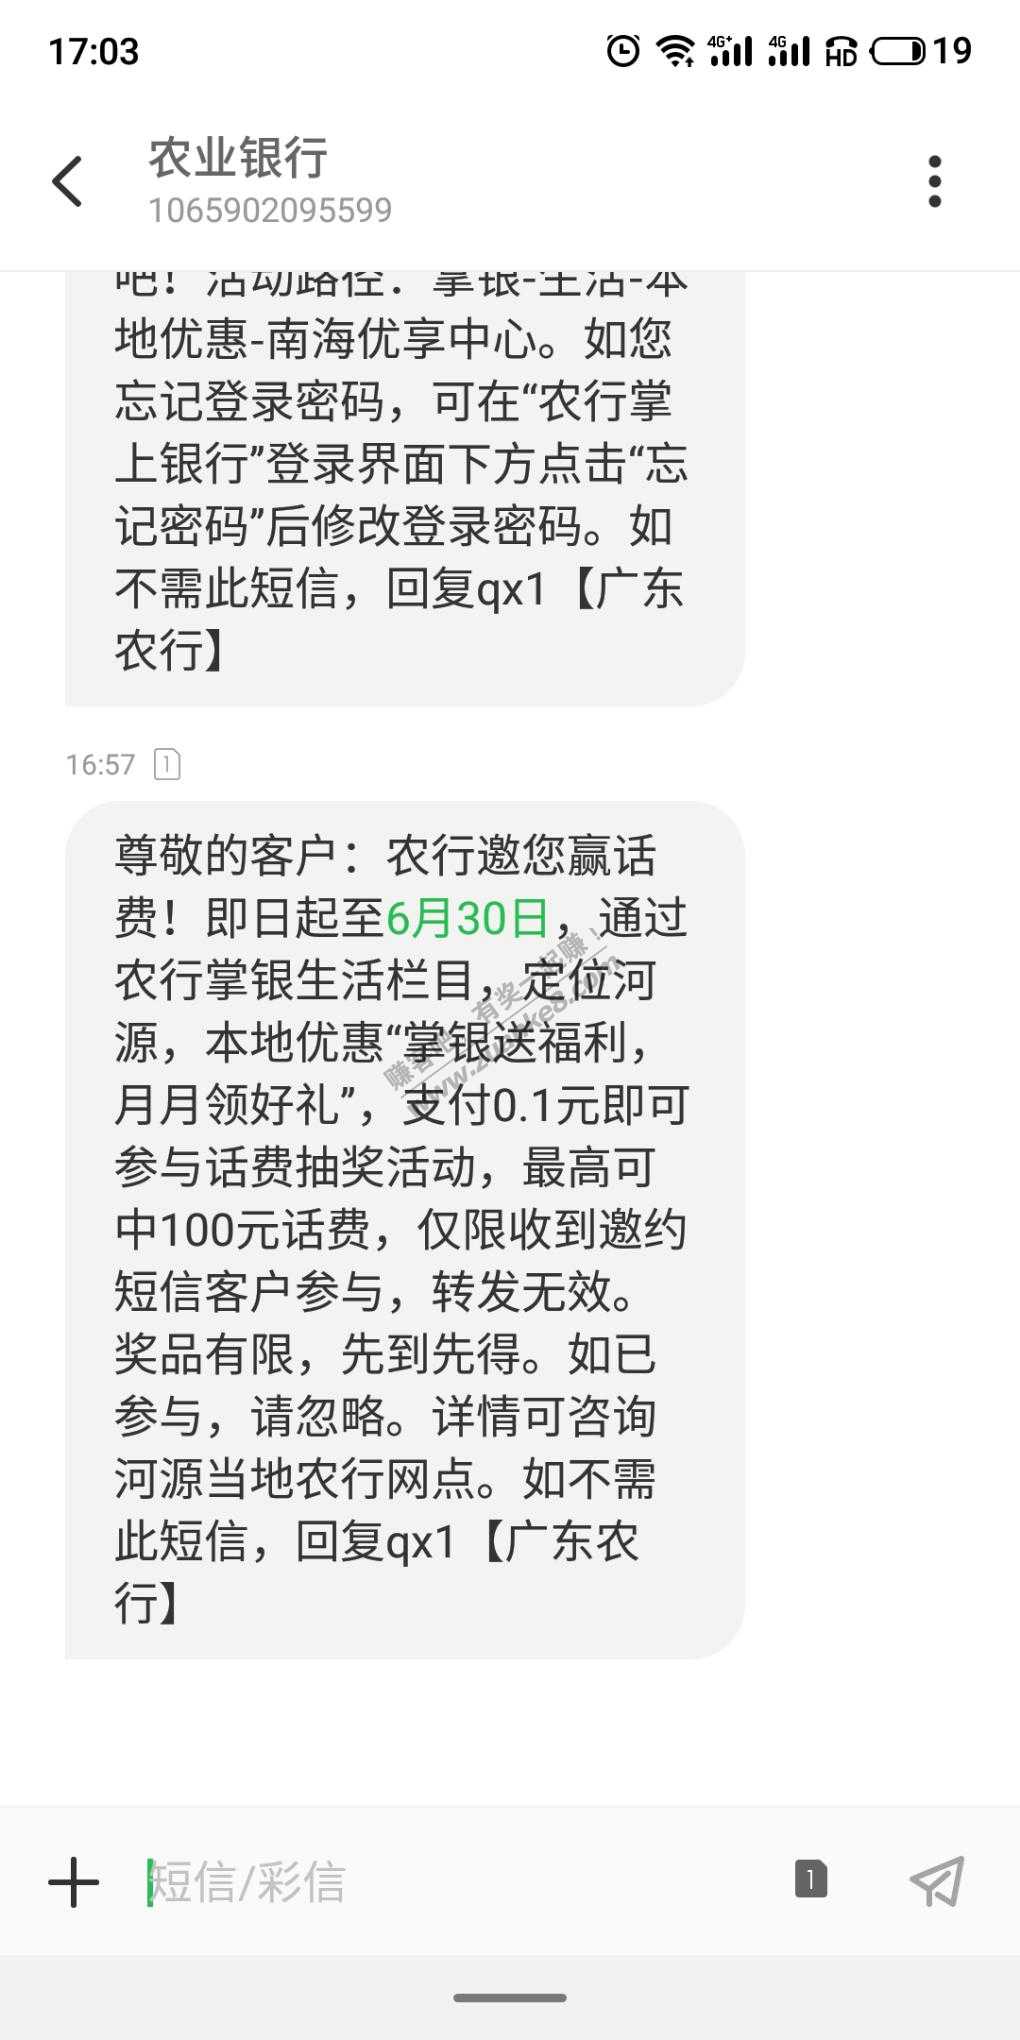 17:03
4G+ 4G HD 19
农业银行
1065902095599
吧！活动路径：掌银-生活-本
地优惠-南海优享中心。如您
忘记登录密码，可在“农行掌
上银行”登录界面下方点击“忘
记密码”后修改登录密码。如
不需此短信，回复qx1【广东
农行】
16:57 1
尊敬的客户：农行邀您赢话
费！即日起至6月30日，通过
农行掌银生活栏目，定位河
源，本地优惠“掌银送福利，
月月领好礼”，支付0.1元即可
参与话费抽奖活动，最高可
中100元话费，仅限收到邀约
短信客户参与，转发无效。
奖品有限，先到先得。如已
参与，请忽略。详情可咨询
河源当地农行网点。如不需
此短信，回复qx1【广东农
行】
赚客吧，有奖一起赚！
www.zuanke8.com
短信/彩信
1